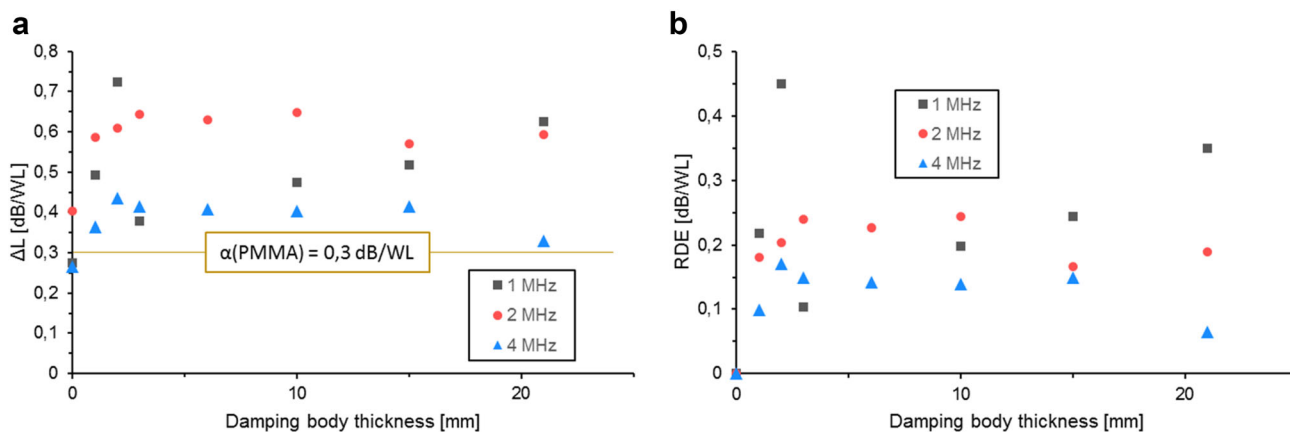 a
0,8
0,7
0,6
0,5
0,4
0,3
0,2
0,1
0
ΔL [dB/WL]
α(PMMA) = 0,3 dB/WL
1 MHz
2 MHz
4 MHz
0
10
20
Damping body thickness [mm]
b
0,5
0,4
0,3
0,2
0,1
0
RDE [dB/WL]
1 MHz
2 MHz
4 MHz
0
10
20
Damping body thickness [mm]